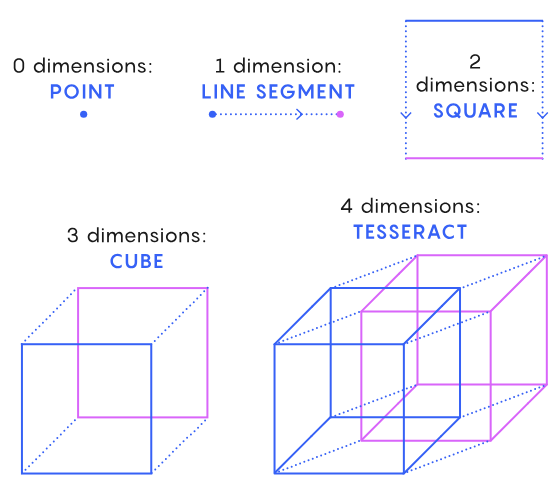 0 dimensions:
POINT
1 dimension:
LINE SEGMENT
2
dimensions:
SQUARE
3 dimensions:
CUBE
4 dimensions:
TESSERACT